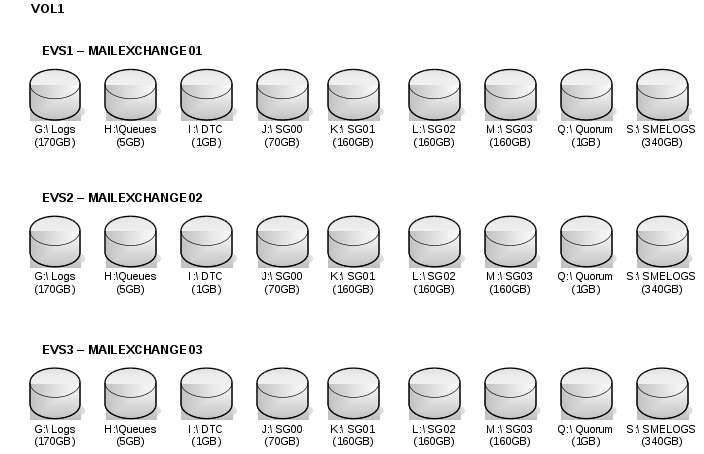 VOL1
EVS1 – MAILEXCHANGE01
G:\ Logs H:\Queues I:\ DTC J:\ SG00 K:\ SG01 L:\ SG02 M:\ SG03 Q:\ Quorum S:\ SMELOGS
(170GB) (5GB) (1GB) (70GB) (160GB) (160GB) (160GB) (1GB) (340GB)
EVS2 – MAILEXCHANGE02
G:\ Logs H:\Queues I:\ DTC J:\ SG00 K:\ SG01 L:\ SG02 M:\ SG03 Q:\ Quorum S:\ SMELOGS
(170GB) (5GB) (1GB) (70GB) (160GB) (160GB) (160GB) (1GB) (340GB)
EVS3 – MAILEXCHANGE03
G:\ Logs H:\Queues I:\ DTC J:\ SG00 K:\ SG01 L:\ SG02 M:\ SG03 Q:\ Quorum S:\ SMELOGS
(170GB) (5GB) (1GB) (70GB) (160GB) (160GB) (160GB) (1GB) (340GB)